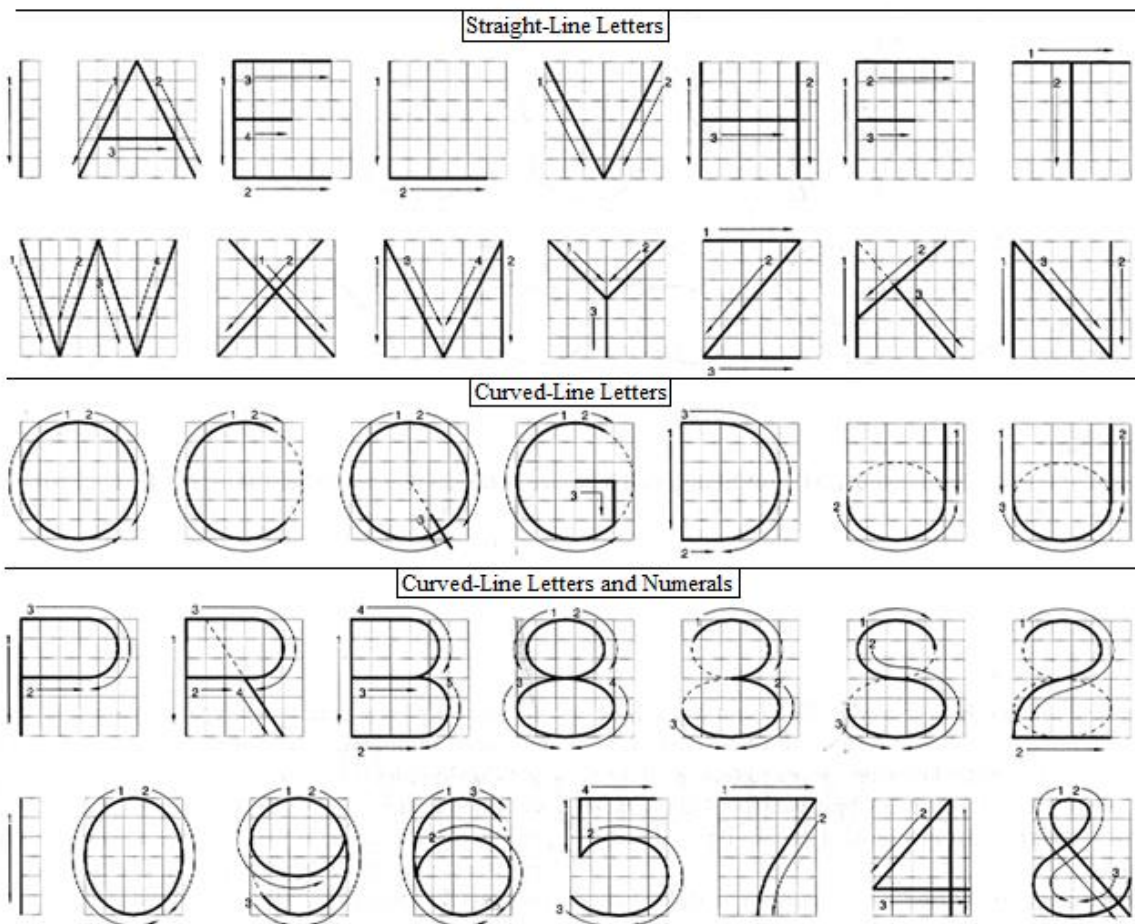 Straight-Line Letters
I A E L V H F T
W X M Y Z K N
Curved-Line Letters
O C Q G D J U
Curved-Line Letters and Numerals
P R B 8 3 S 2
1 0 9 6 5 7 4 &